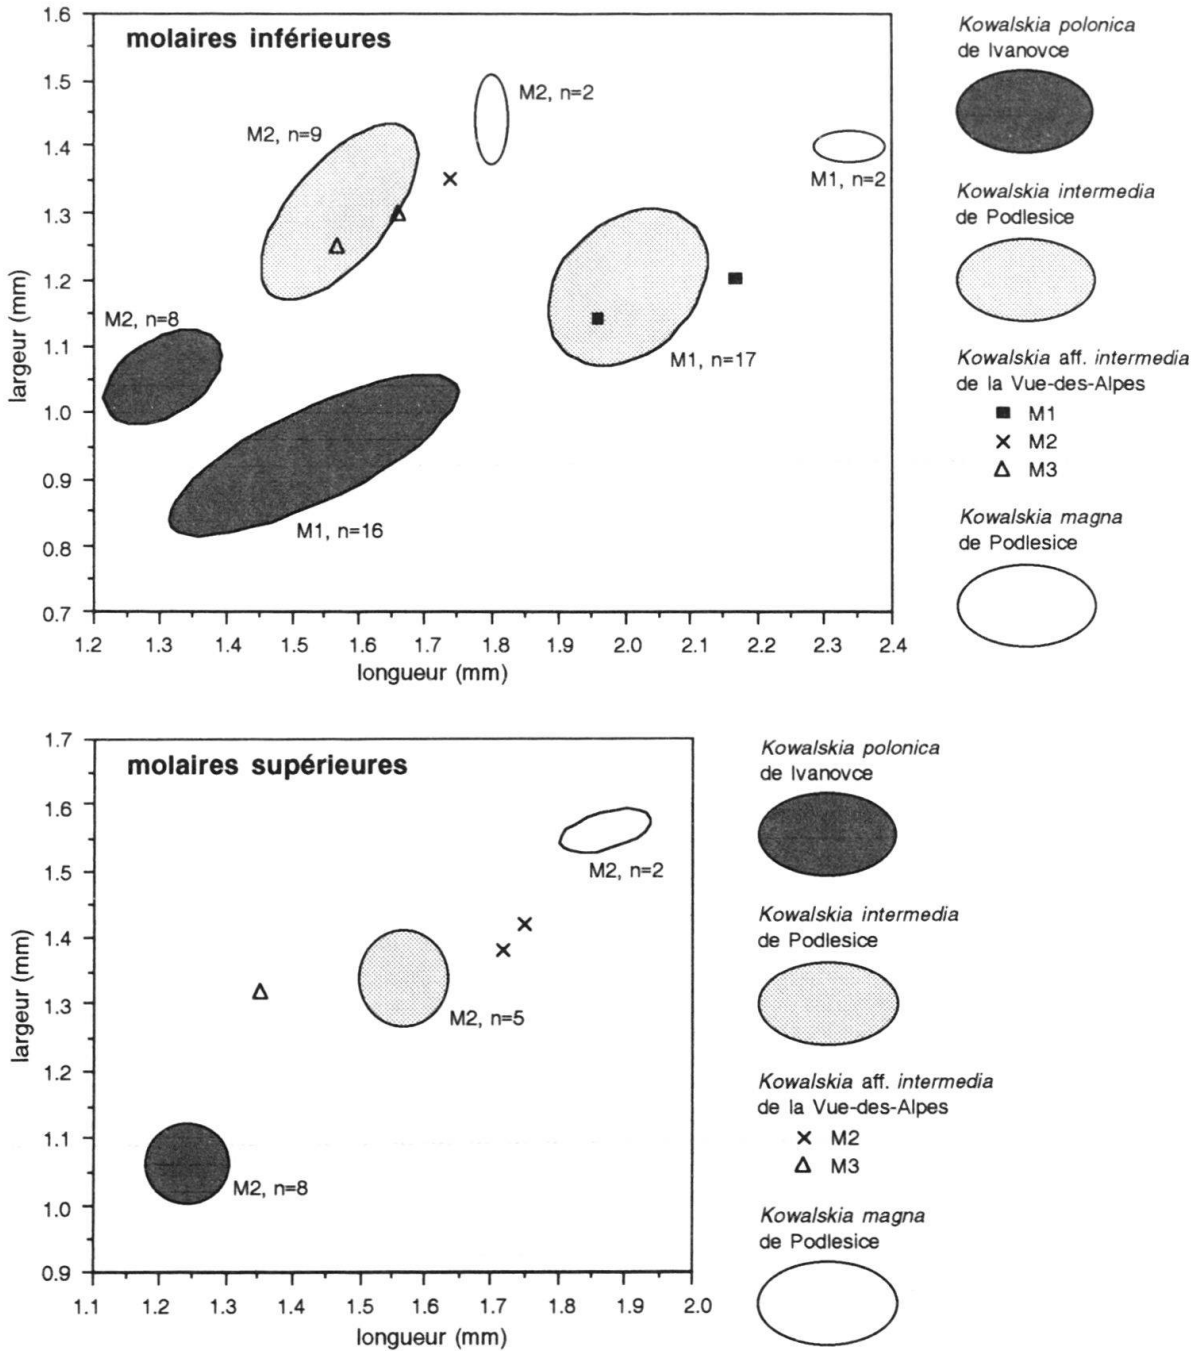 molaires inférieures
1.6
1.5
1.4
1.3
1.2
1.1
1.0
0.9
0.8
0.7
largeur (mm)
M2, n=2
M2, n=9
M1, n=2
M2, n=8
M1, n=17
M1, n=16
1.2 1.3 1.4 1.5 1.6 1.7 1.8 1.9 2.0 2.1 2.2 2.3 2.4
longueur (mm)
Kowalskia polonica
de Ivanovce
Kowalskia intermedia
de Podlesice
Kowalskia aff. intermedia
de la Vue-des-Alpes
M1
M2
M3
Kowalskia magna
de Podlesice
molaires supérieures
1.7
1.6
1.5
1.4
1.3
1.2
1.1
1.0
0.9
largeur (mm)
M2, n=2
M2, n=5
M2, n=8
1.1 1.2 1.3 1.4 1.5 1.6 1.7 1.8 1.9 2.0
longueur (mm)
Kowalskia polonica
de Ivanovce
Kowalskia intermedia
de Podlesice
Kowalskia aff. intermedia
de la Vue-des-Alpes
M2
M3
Kowalskia magna
de Podlesice